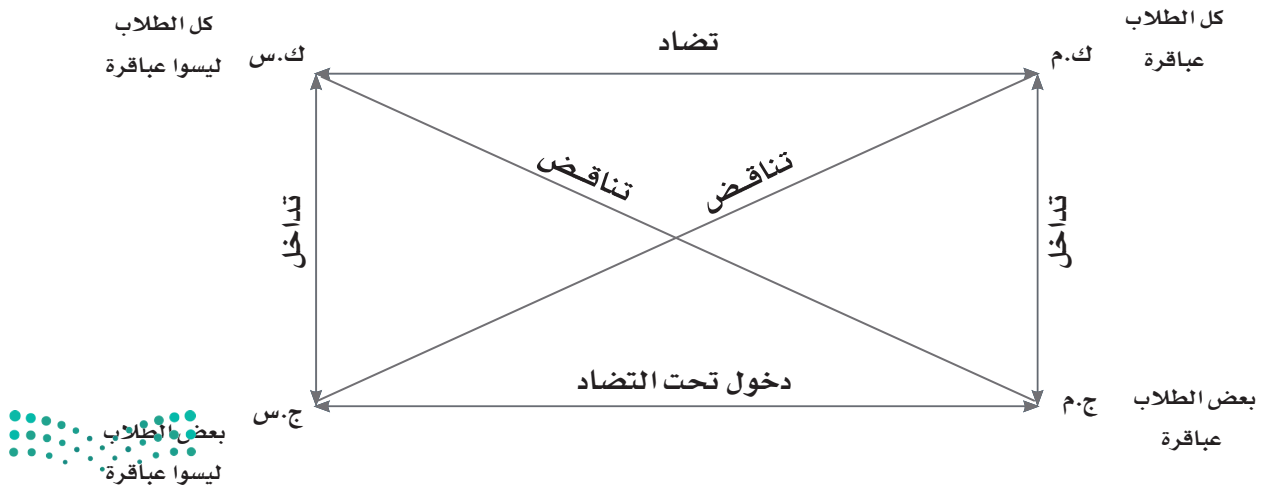 كل الطلاب
عباقرة
ك.م
تضاد
ك.س
كل الطلاب
ليسوا عباقرة
تناقض
تناقض
تداخل
تداخل
بعض الطلاب
عباقرة
ج.م
دخول تحت التضاد
ج.س
بعض الطلاب
ليسوا عباقرة